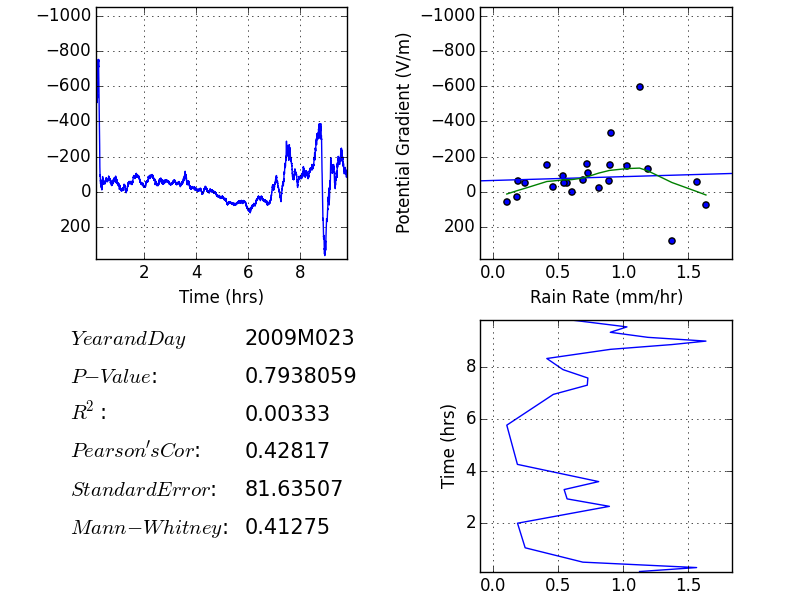 −1000
−800
−600
−400
−200
0
200
2 4 6 8
Time (hrs)
Potential Gradient (V/m)
−1000
−800
−600
−400
−200
0
200
0.0 0.5 1.0 1.5
Rain Rate (mm/hr)
YearandDay 2009M023
P−Value: 0.7938059
R²: 0.00333
Pearson′sCor: 0.42817
StandardError: 81.63507
Mann−Whitney: 0.41275
Time (hrs)
8
6
4
2
0.0 0.5 1.0 1.5